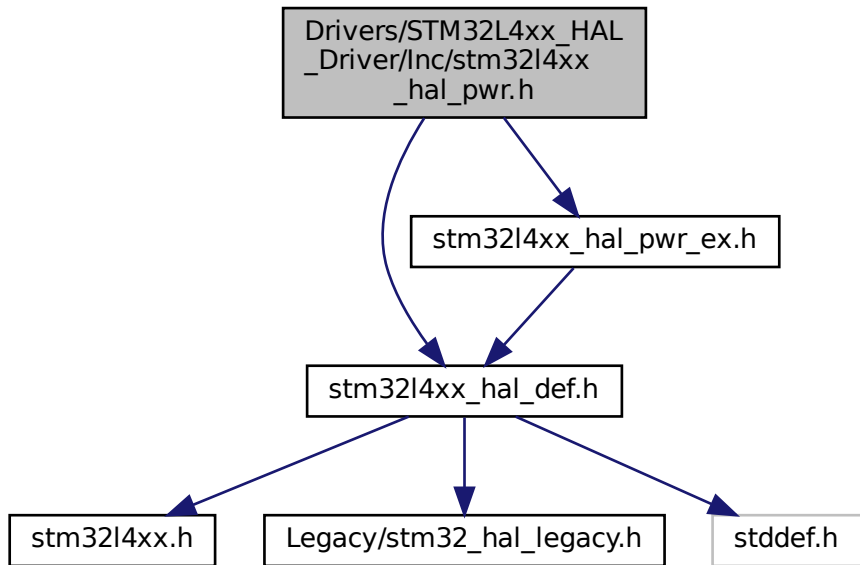 Drivers/STM32L4xx_HAL
_Driver/Inc/stm32l4xx
_hal_pwr.h
stm32l4xx_hal_pwr_ex.h
stm32l4xx_hal_def.h
stm32l4xx.h
Legacy/stm32_hal_legacy.h
stddef.h